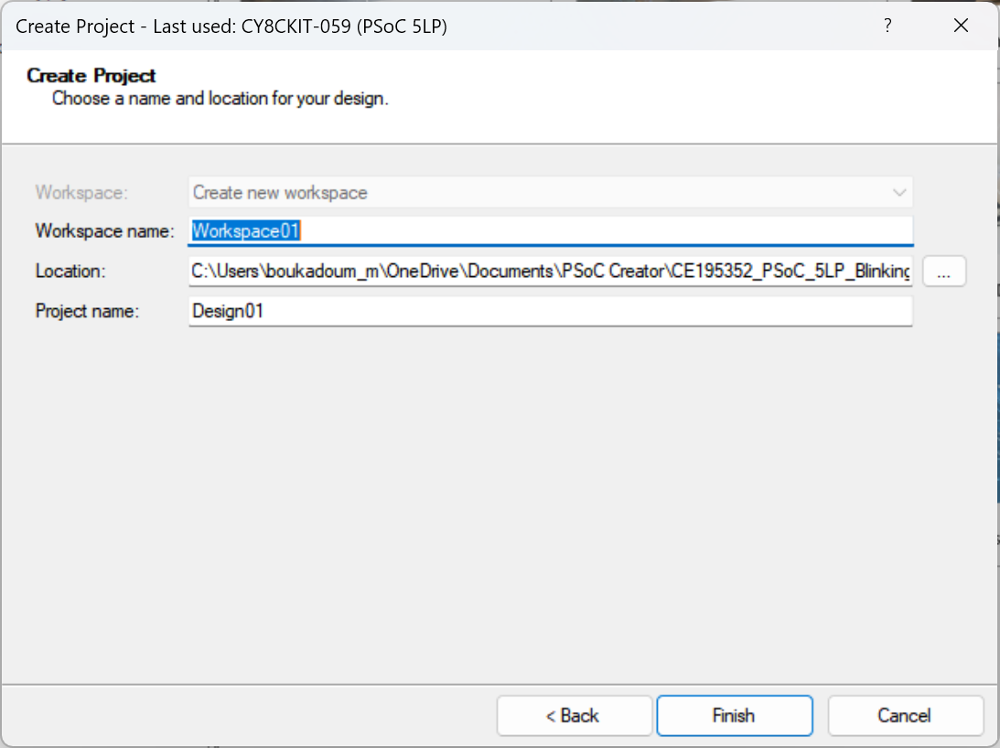 Create Project - Last used: CY8CKIT-059 (PSoC 5LP)
?
Create Project
Choose a name and location for your design.
Workspace: Create new workspace
Workspace name: Workspace01
Location: C:\Users\boukadoum_m\OneDrive\Documents\PSoC Creator\CE195352_PSoC_5LP_Blinking ...
Project name: Design01
< Back Finish Cancel